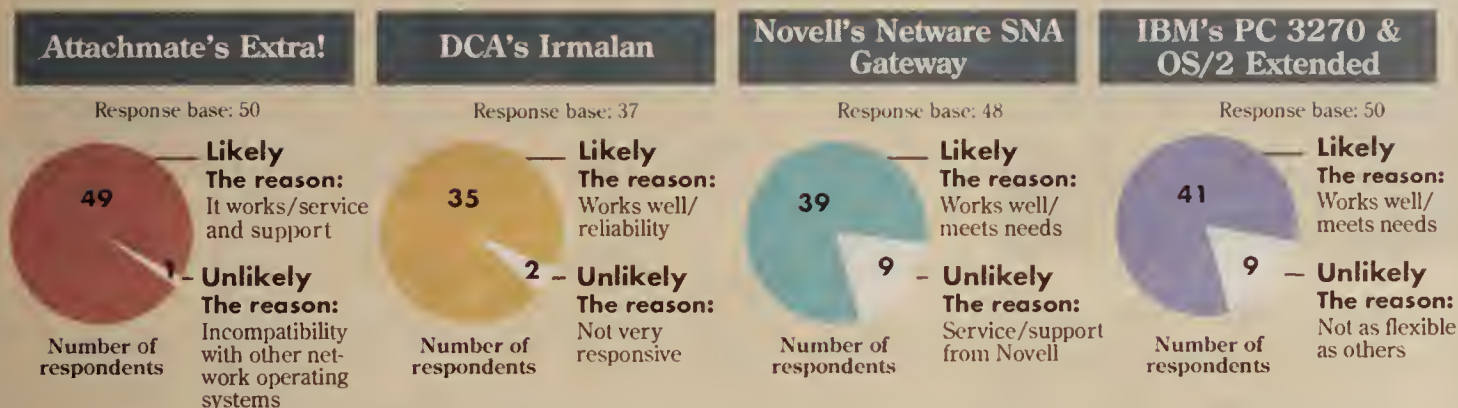 Attachmate's Extra!
Response base: 50
49
Likely
The reason:
It works/service
and support
1
Unlikely
The reason:
Incompatibility
with other net-
work operating
systems
Number of
respondents
DCA's Irmalan
Response base: 37
35
Likely
The reason:
Works well/
reliability
2
Unlikely
The reason:
Not very
responsive
Number of
respondents
Novell's Netware SNA
Gateway
Response base: 48
39
Likely
The reason:
Works well/
meets needs
9
Unlikely
The reason:
Service/support
from Novell
Number of
respondents
IBM's PC 3270 &
OS/2 Extended
Response base: 50
41
Likely
The reason:
Works well/
meets needs
9
Unlikely
The reason:
Not as flexible
as others
Number of
respondents